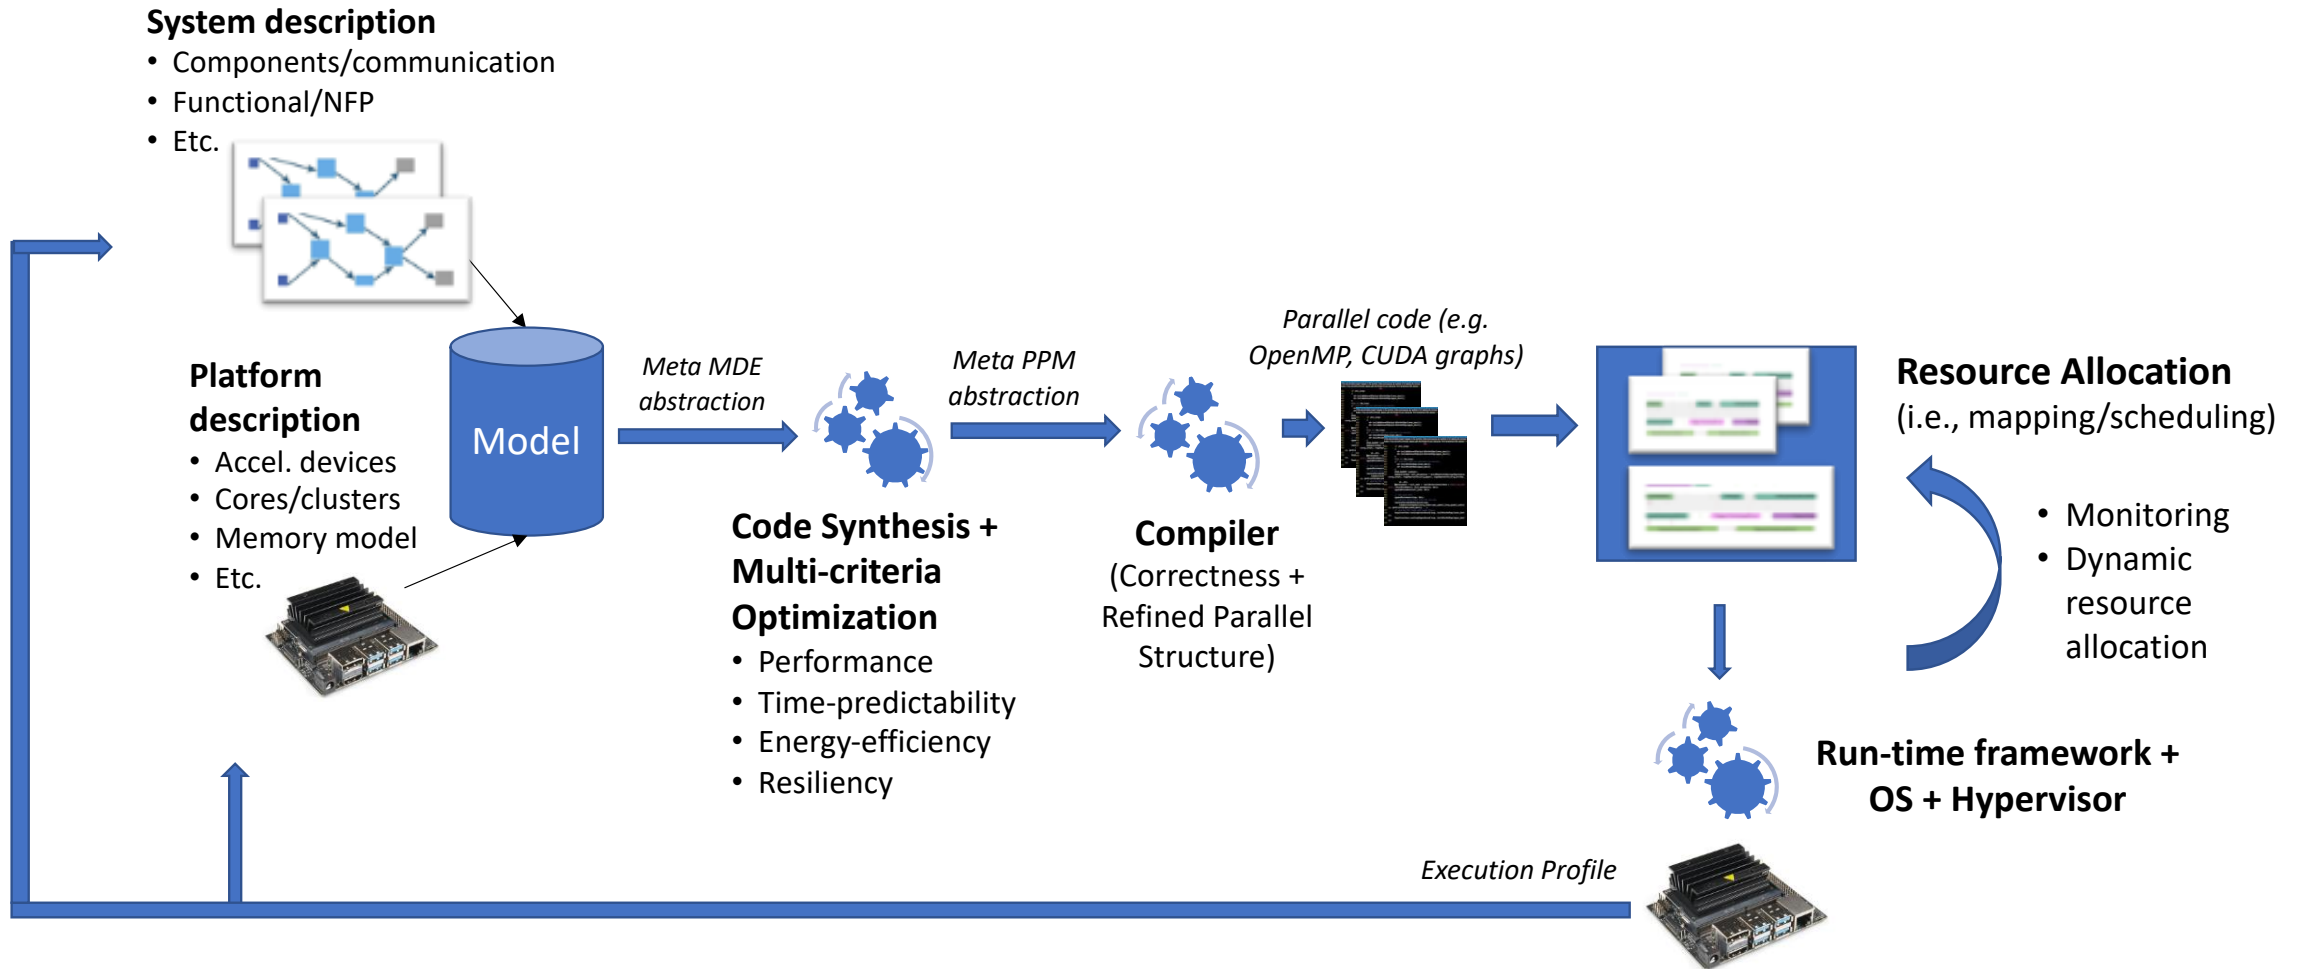 System description
• Components/communication
• Functional/NFP
• Etc.
Platform
description
• Accel. devices
• Cores/clusters
• Memory model
• Etc.
Model
Meta MDE
abstraction
Code Synthesis +
Multi-criteria
Optimization
• Performance
• Time-predictability
• Energy-efficiency
• Resiliency
Meta PPM
abstraction
Compiler
(Correctness +
Refined Parallel
Structure)
Parallel code (e.g.
OpenMP, CUDA graphs)
Resource Allocation
(i.e., mapping/scheduling)
• Monitoring
• Dynamic
resource
allocation
Run-time framework +
OS + Hypervisor
Execution Profile